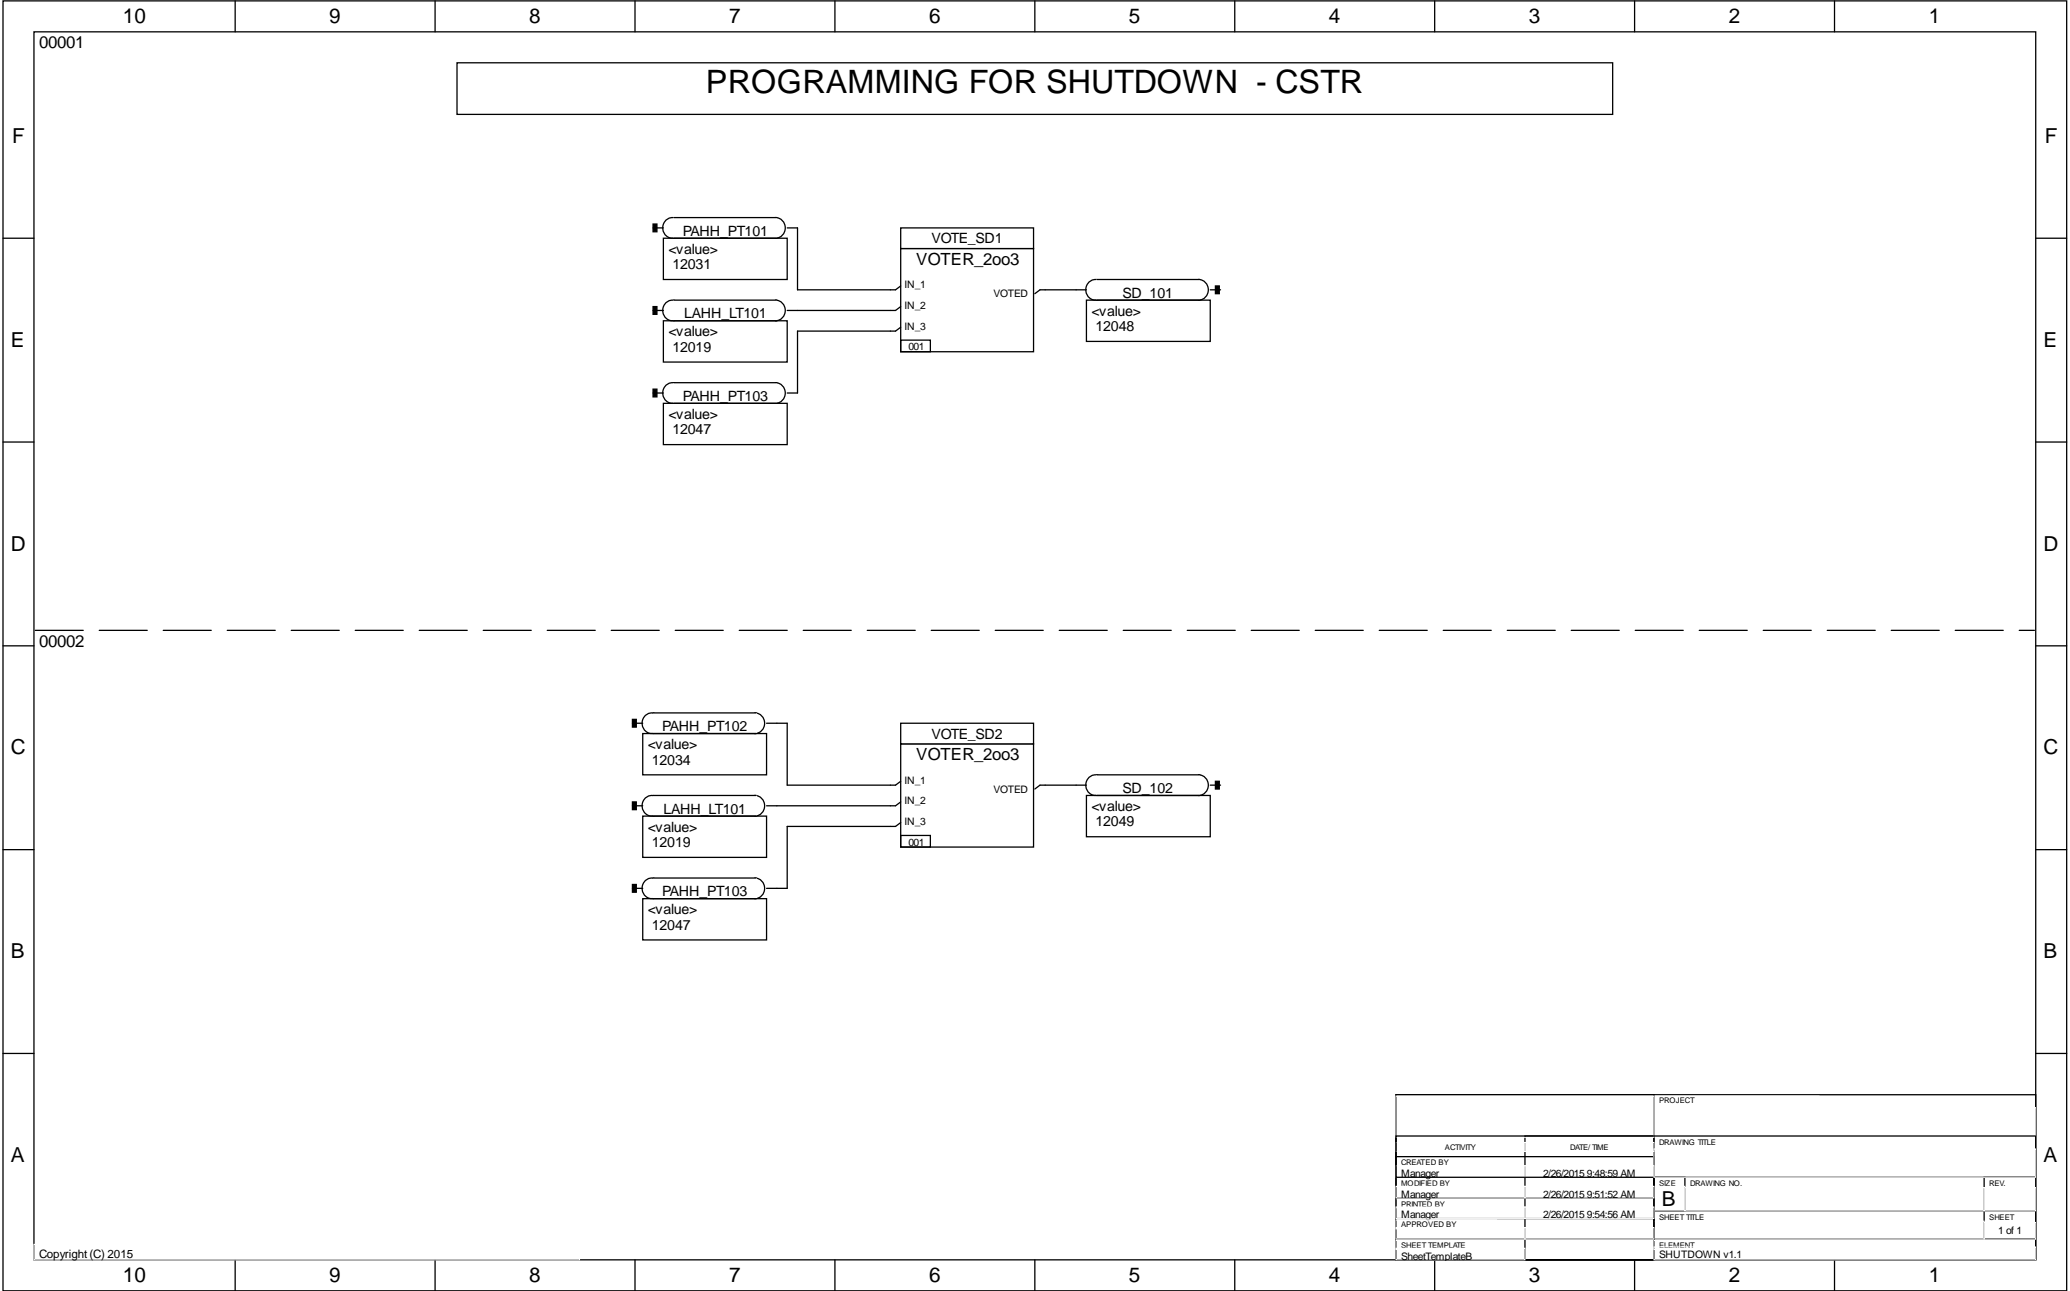 10 9 8 7 6 5 4 3 2 1
00001
PROGRAMMING FOR SHUTDOWN - CSTR
F F
PAHH_PT101
<value>
12031
LAHH_LT101
<value>
12019
PAHH_PT103
<value>
12047
VOTE_SD1
VOTER_2oo3
IN_1
IN_2
IN_3
VOTED
001
SD_101
<value>
12048
E E
D D
00002
PAHH_PT102
<value>
12034
LAHH_LT101
<value>
12019
PAHH_PT103
<value>
12047
VOTE_SD2
VOTER_2oo3
IN_1
IN_2
IN_3
VOTED
001
SD_102
<value>
12049
C C
B B
A A
PROJECT
ACTIVITY DATE/ TIME
DRAWING TITLE
CREATED BY
Manager 2/26/2015 9:48:59 AM
MODIFIED BY
Manager 2/26/2015 9:51:52 AM
PRINTED BY
Manager 2/26/2015 9:54:56 AM
APPROVED BY
SHEET TEMPLATE
SheetTemplateB
SIZE DRAWING NO. REV.
B
SHEET TITLE SHEET
1 of 1
ELEMENT
SHUTDOWN v1.1
Copyright (C) 2015
10 9 8 7 6 5 4 3 2 1